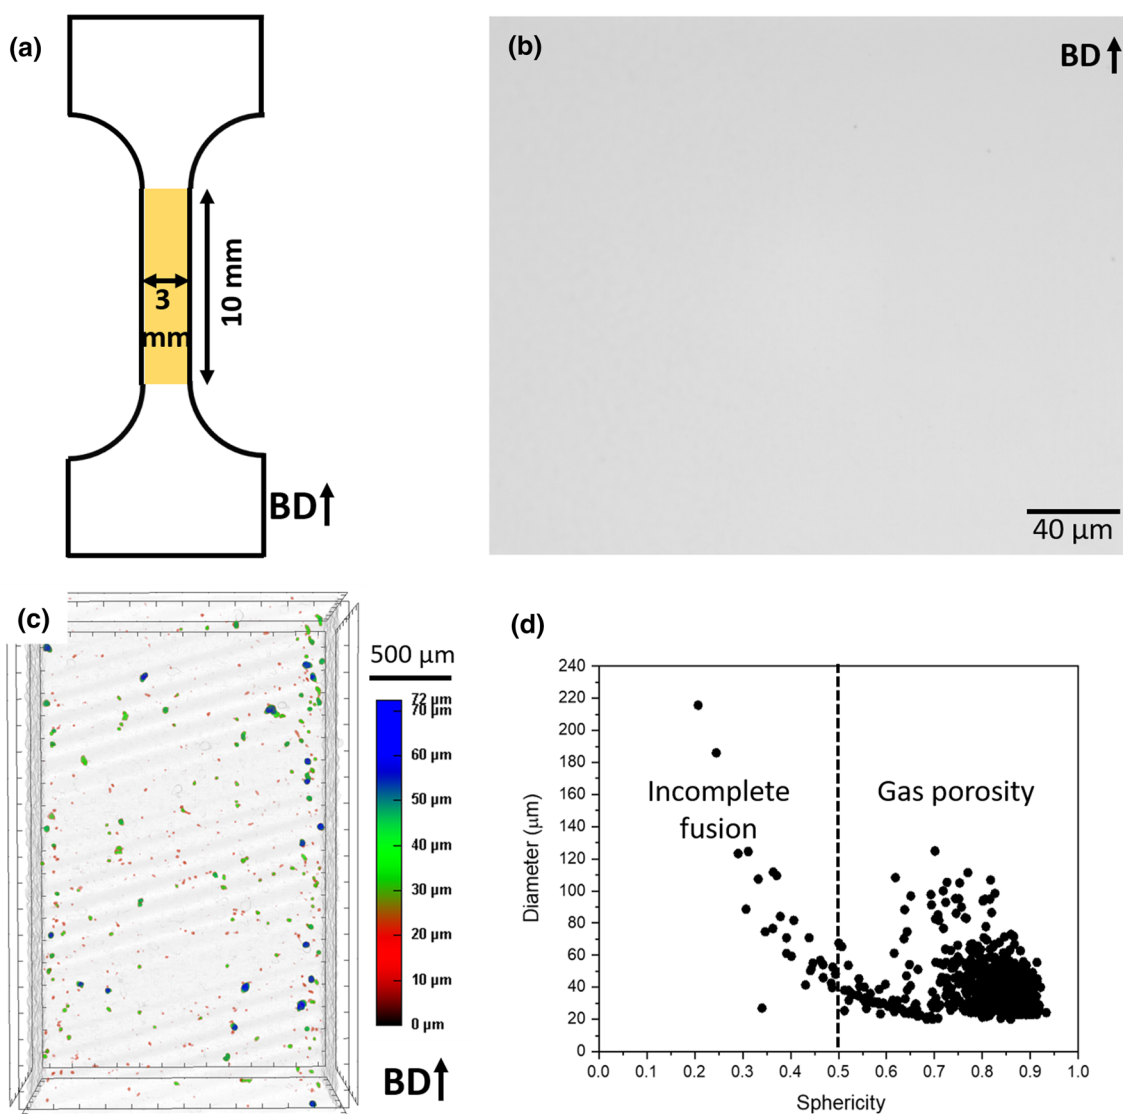 (a)
3
mm
10 mm
BD
(b)
BD
40 µm
(c)
500 µm
72 µm
70 µm
60 µm
50 µm
40 µm
30 µm
20 µm
10 µm
0 µm
BD
(d)
240
220
200
180
160
140
120
100
80
60
40
20
0
Diameter (µm)
Incomplete
fusion
Gas porosity
0.0 0.1 0.2 0.3 0.4 0.5 0.6 0.7 0.8 0.9 1.0
Sphericity